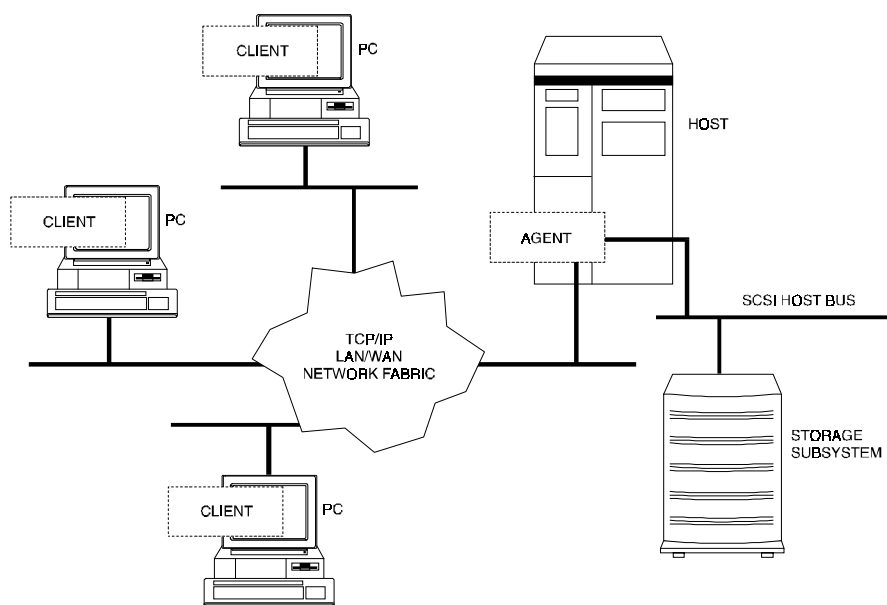 CLIENT
PC
HOST
CLIENT
PC
AGENT
SCSI HOST BUS
TCP/IP
LAN/WAN
NETWORK FABRIC
STORAGE
SUBSYSTEM
CLIENT
PC